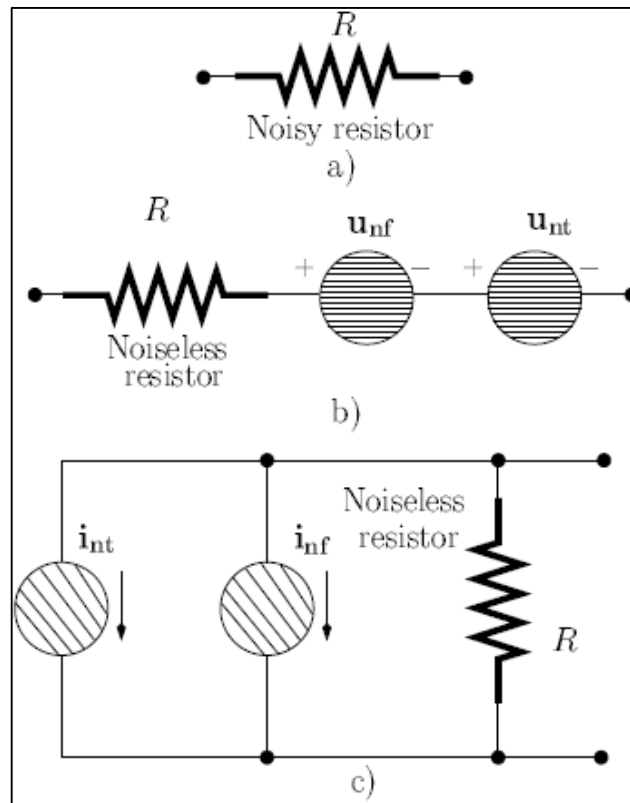 R
Noisy resistor
a)
R
u_nf
u_nt
+ − + −
Noiseless
resistor
b)
Noiseless
resistor
i_nt
i_nf
R
c)